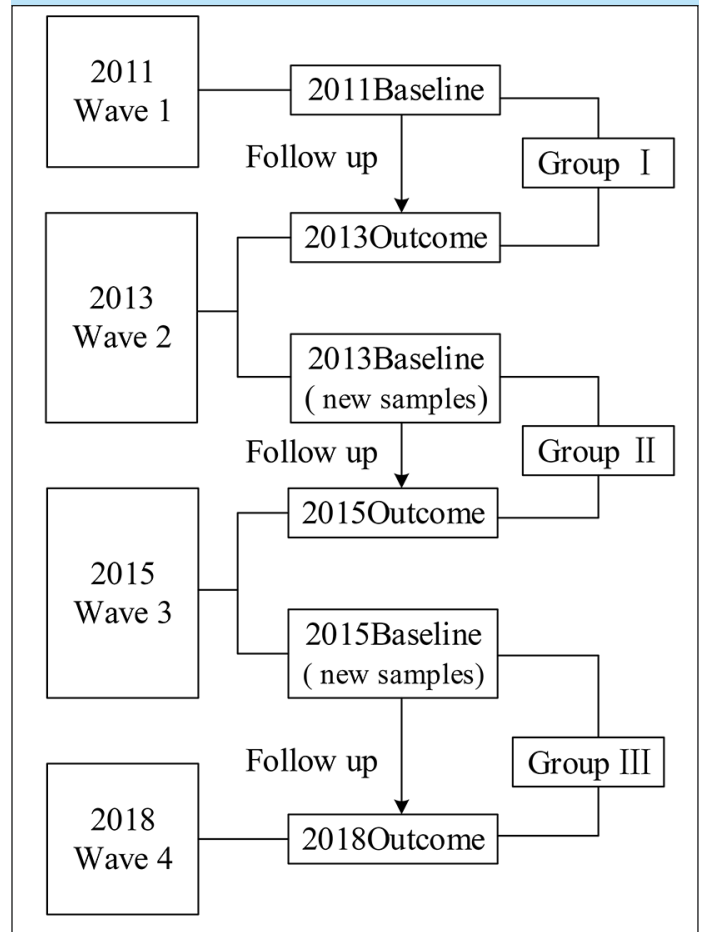 2011
Wave 1
2011Baseline
Follow up
Group Ⅰ
2013Outcome
2013
Wave 2
2013Baseline
( new samples)
Follow up
Group Ⅱ
2015Outcome
2015
Wave 3
2015Baseline
( new samples)
Follow up
Group Ⅲ
2018
Wave 4
2018Outcome